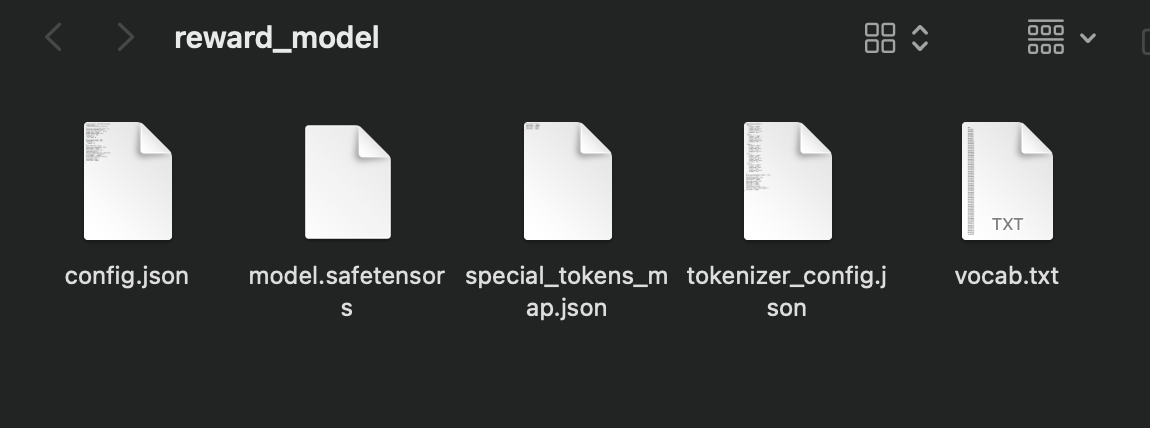 reward_model
TXT
config.json
model.safetensor
s
special_tokens_m
ap.json
tokenizer_config.j
son
vocab.txt